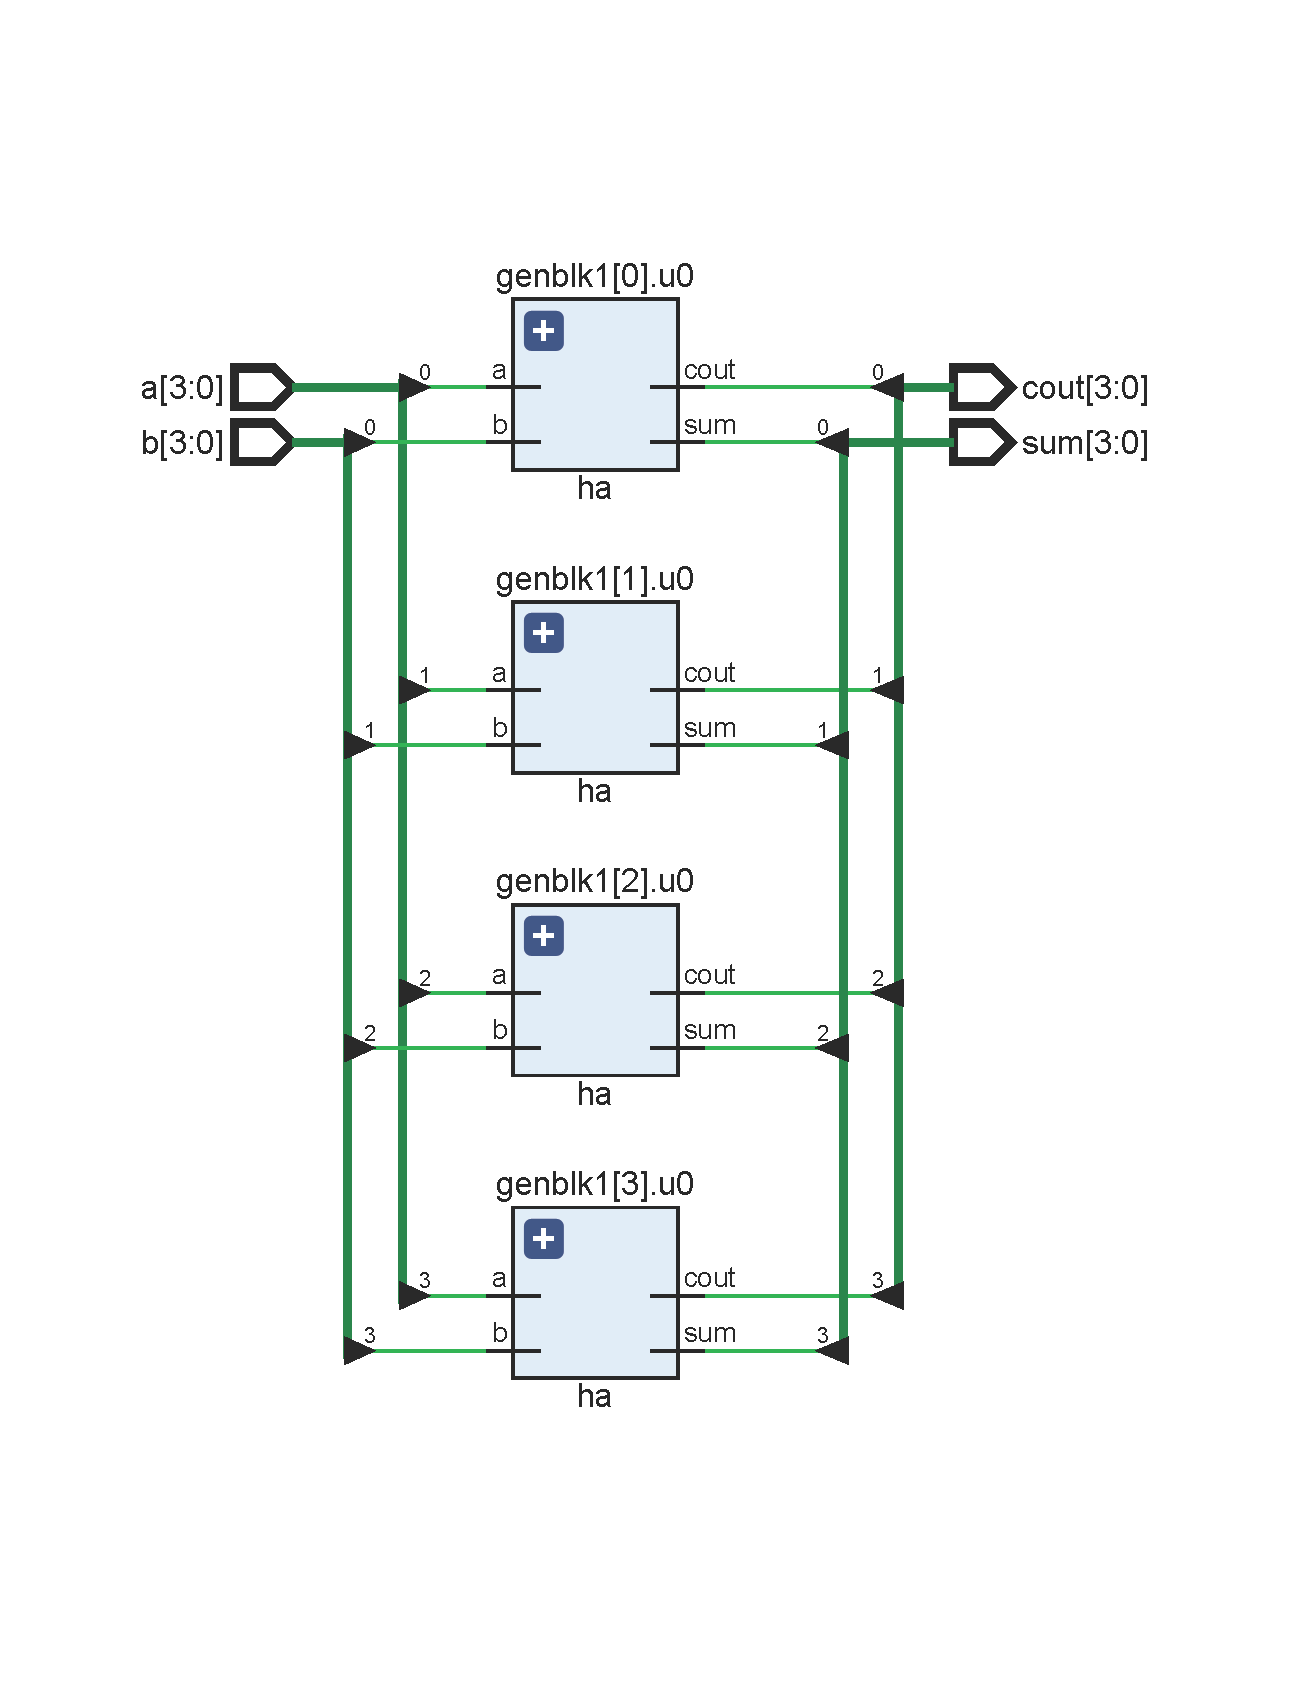 genblk1[0].u0
a[3:0] 0 a cout 0 cout[3:0]
b[3:0] 0 b sum 0 sum[3:0]
ha
genblk1[1].u0
1 a cout 1
1 b sum 1
ha
genblk1[2].u0
2 a cout 2
2 b sum 2
ha
genblk1[3].u0
3 a cout 3
3 b sum 3
ha